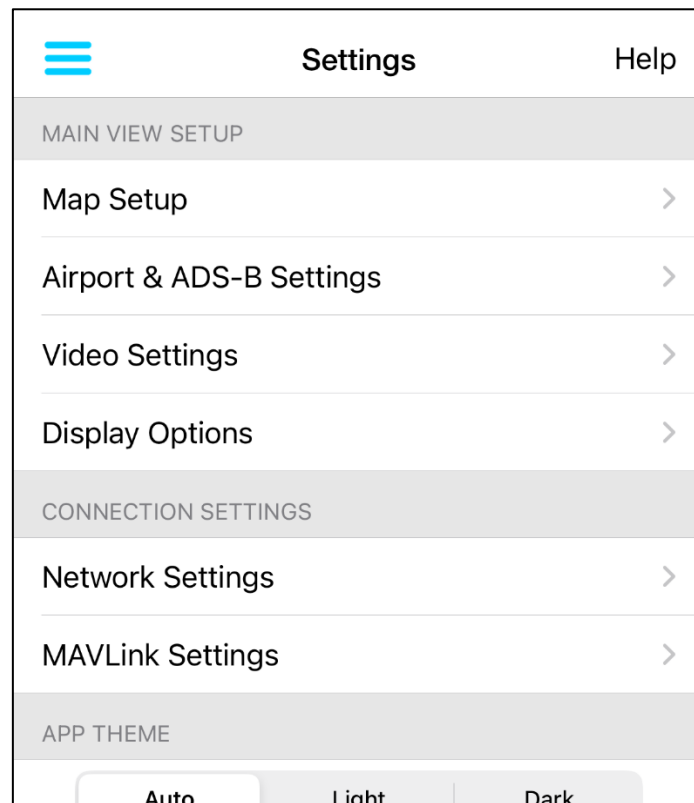 Settings Help
MAIN VIEW SETUP
Map Setup
Airport & ADS-B Settings
Video Settings
Display Options
CONNECTION SETTINGS
Network Settings
MAVLink Settings
APP THEME
Auto Light Dark